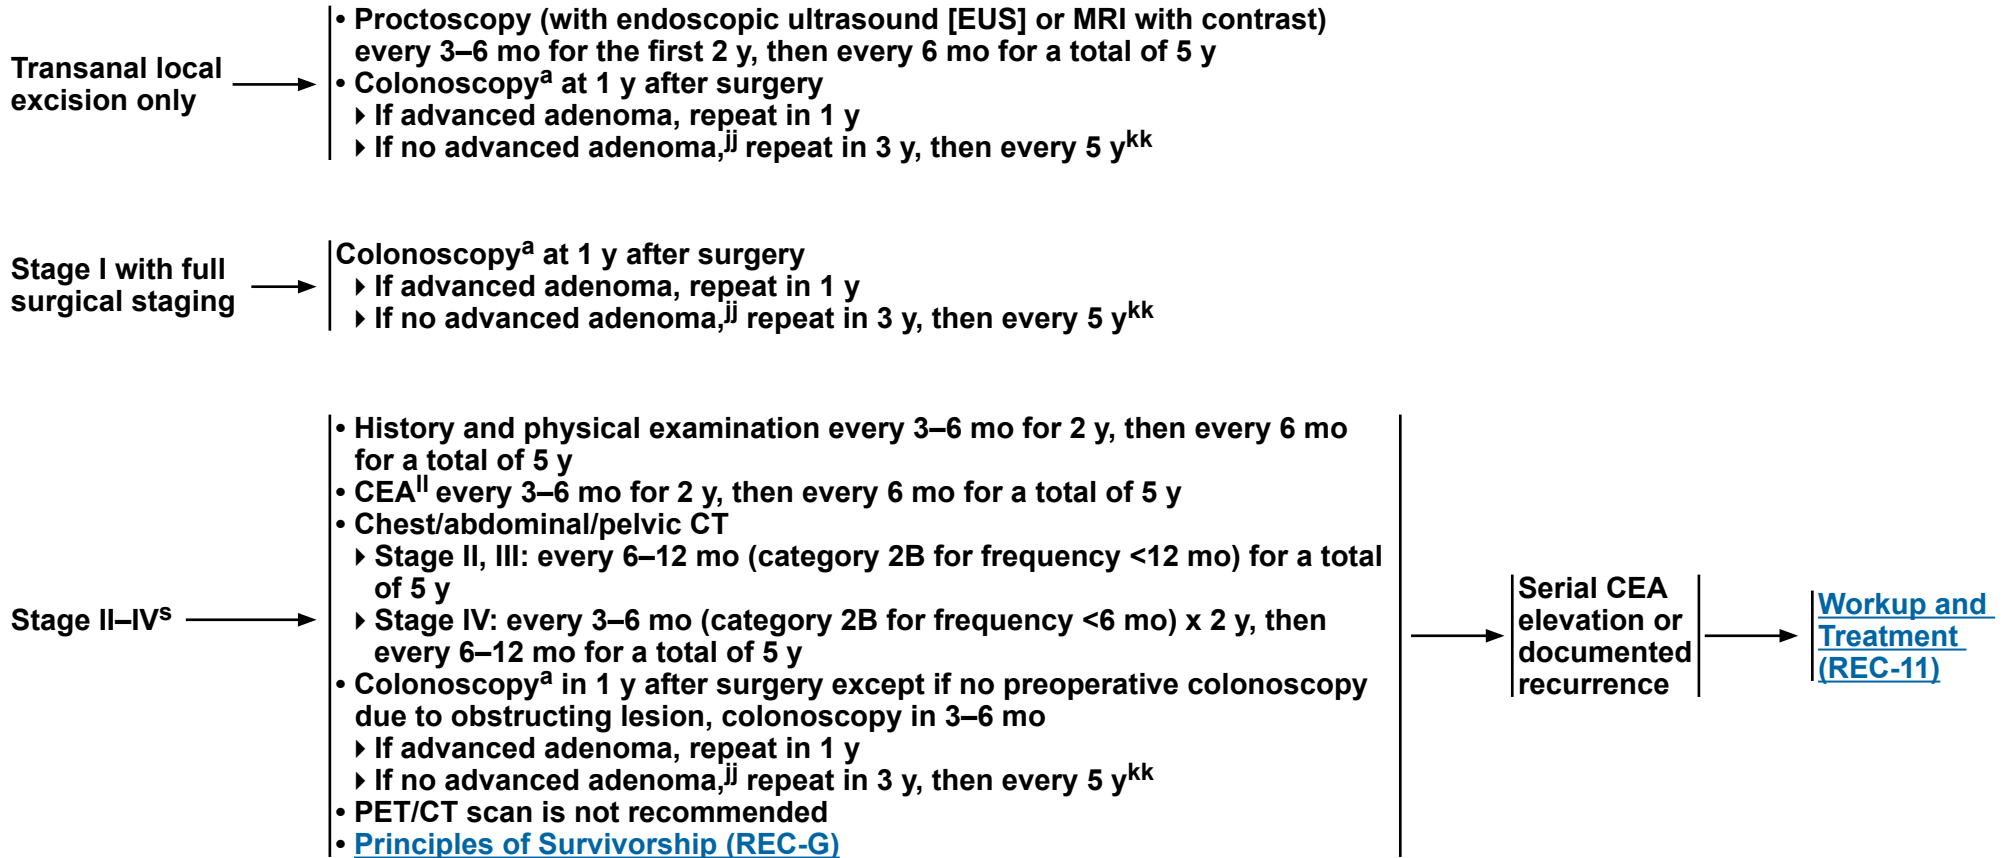 Transanal local
excision only
• Proctoscopy (with endoscopic ultrasound [EUS] or MRI with contrast)
every 3–6 mo for the first 2 y, then every 6 mo for a total of 5 y
• Colonoscopyᵃ at 1 y after surgery
▸ If advanced adenoma, repeat in 1 y
▸ If no advanced adenoma,ʲʲ repeat in 3 y, then every 5 yᵏᵏ
Stage I with full
surgical staging
Colonoscopyᵃ at 1 y after surgery
▸ If advanced adenoma, repeat in 1 y
▸ If no advanced adenoma,ʲʲ repeat in 3 y, then every 5 yᵏᵏ
Stage II–IVˢ
• History and physical examination every 3–6 mo for 2 y, then every 6 mo
for a total of 5 y
• CEAˡˡ every 3–6 mo for 2 y, then every 6 mo for a total of 5 y
• Chest/abdominal/pelvic CT
▸ Stage II, III: every 6–12 mo (category 2B for frequency <12 mo) for a total
of 5 y
▸ Stage IV: every 3–6 mo (category 2B for frequency <6 mo) x 2 y, then
every 6–12 mo for a total of 5 y
• Colonoscopyᵃ in 1 y after surgery except if no preoperative colonoscopy
due to obstructing lesion, colonoscopy in 3–6 mo
▸ If advanced adenoma, repeat in 1 y
▸ If no advanced adenoma,ʲʲ repeat in 3 y, then every 5 yᵏᵏ
• PET/CT scan is not recommended
• Principles of Survivorship (REC-G)
Serial CEA
elevation or
documented
recurrence
Workup and
Treatment
(REC-11)